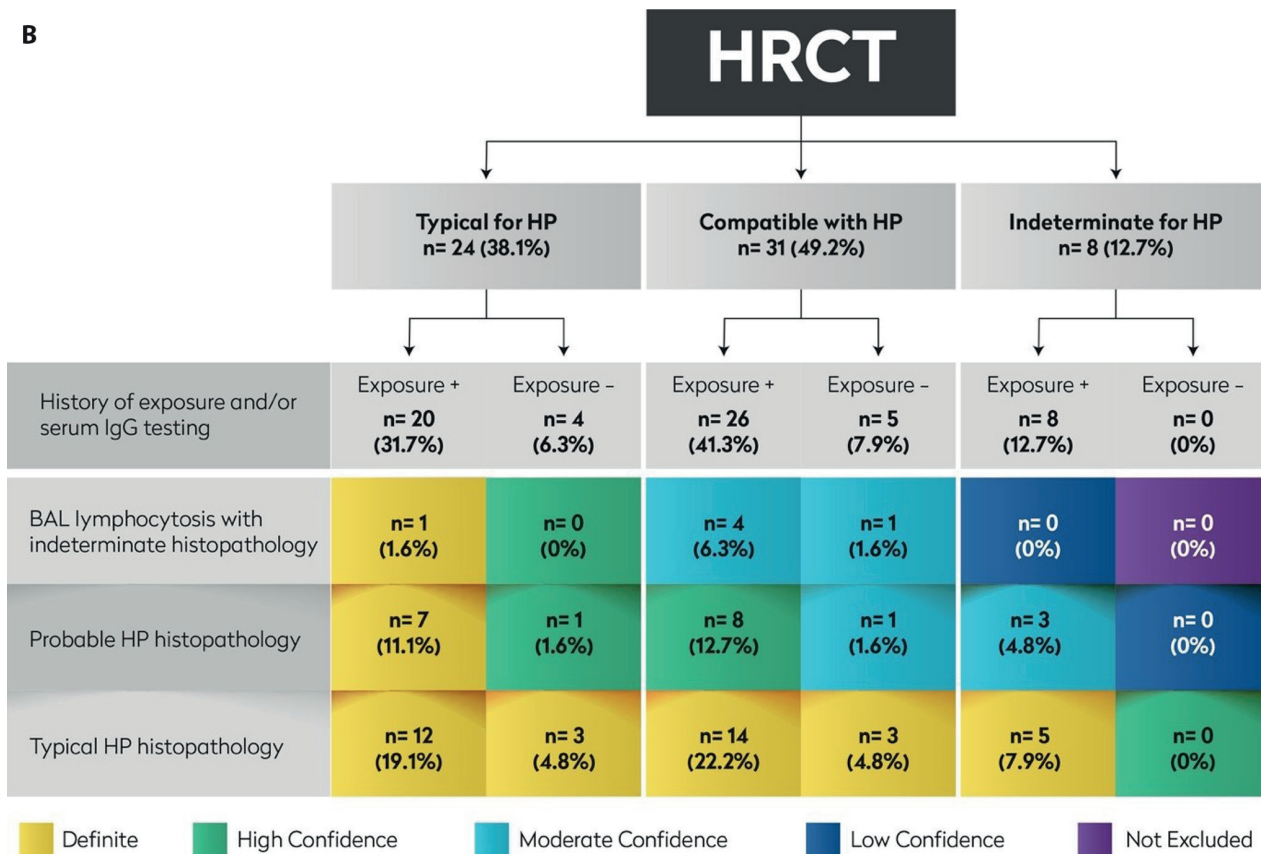 B
HRCT
Typical for HP
n= 24 (38.1%)
Compatible with HP
n= 31 (49.2%)
Indeterminate for HP
n= 8 (12.7%)
History of exposure and/or
serum IgG testing
Exposure +
n= 20
(31.7%)
Exposure –
n= 4
(6.3%)
Exposure +
n= 26
(41.3%)
Exposure –
n= 5
(7.9%)
Exposure +
n= 8
(12.7%)
Exposure –
n= 0
(0%)
BAL lymphocytosis with
indeterminate histopathology
n= 1
(1.6%)
n= 0
(0%)
n= 4
(6.3%)
n= 1
(1.6%)
n= 0
(0%)
n= 0
(0%)
Probable HP histopathology
n= 7
(11.1%)
n= 1
(1.6%)
n= 8
(12.7%)
n= 1
(1.6%)
n= 3
(4.8%)
n= 0
(0%)
Typical HP histopathology
n= 12
(19.1%)
n= 3
(4.8%)
n= 14
(22.2%)
n= 3
(4.8%)
n= 5
(7.9%)
n= 0
(0%)
Definite
High Confidence
Moderate Confidence
Low Confidence
Not Excluded